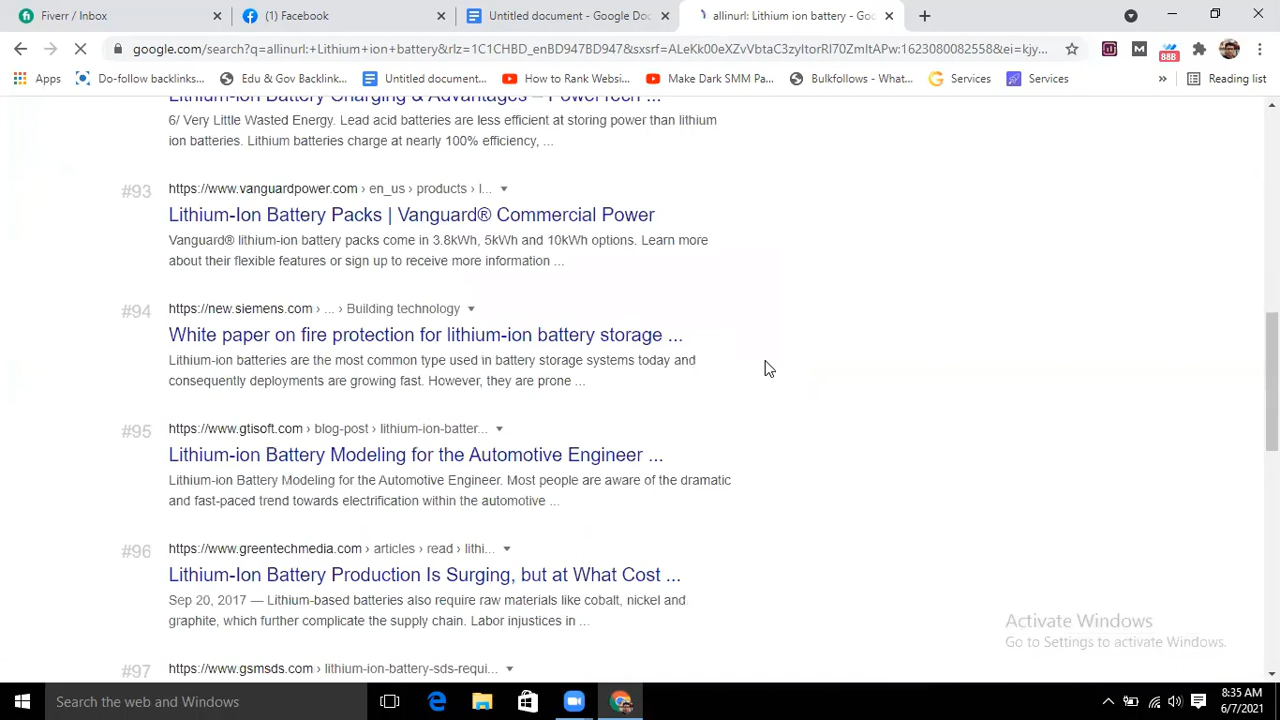 Fiverr / Inbox
(1) Facebook
Untitled document - Google Do
allinurl: Lithium ion battery - Goo
google.com/search?q=allinurl:+Lithium+ion+battery&rlz=1C1CHBD_enBD947BD947&sxsrf=ALeKk00eXZvVbtaC3zyItorRl70ZmltAPw:1623080082558&ei=kjy...
88B
Apps
Do-follow backlinks...
Edu & Gov Backlink...
Untitled document...
How to Rank Websi...
Make Dark SMM Pa...
Bulkfollows - What...
Services
Services
»
Reading list
Lithium-Ion Battery Charging & Advantages – PowerTech ...
6/ Very Little Wasted Energy. Lead acid batteries are less efficient at storing power than lithium
ion batteries. Lithium batteries charge at nearly 100% efficiency, ...
#93
https://www.vanguardpower.com › en_us › products › l...
Lithium-Ion Battery Packs | Vanguard® Commercial Power
Vanguard® lithium-ion battery packs come in 3.8kWh, 5kWh and 10kWh options. Learn more
about their flexible features or sign up to receive more information ...
#94
https://new.siemens.com › ... › Building technology
White paper on fire protection for lithium-ion battery storage ...
Lithium-ion batteries are the most common type used in battery storage systems today and
consequently deployments are growing fast. However, they are prone ...
#95
https://www.gtisoft.com › blog-post › lithium-ion-batter...
Lithium-ion Battery Modeling for the Automotive Engineer ...
Lithium-ion Battery Modeling for the Automotive Engineer. Most people are aware of the dramatic
and fast-paced trend towards electrification within the automotive ...
#96
https://www.greentechmedia.com › articles › read › lithi...
Lithium-Ion Battery Production Is Surging, but at What Cost ...
Sep 20, 2017 — Lithium-based batteries also require raw materials like cobalt, nickel and
graphite, which further complicate the supply chain. Labor injustices in ...
#97
https://www.gsmsds.com › lithium-ion-battery-sds-requi...
Activate Windows
Go to Settings to activate Windows.
Search the web and Windows
8:35 AM
6/7/2021